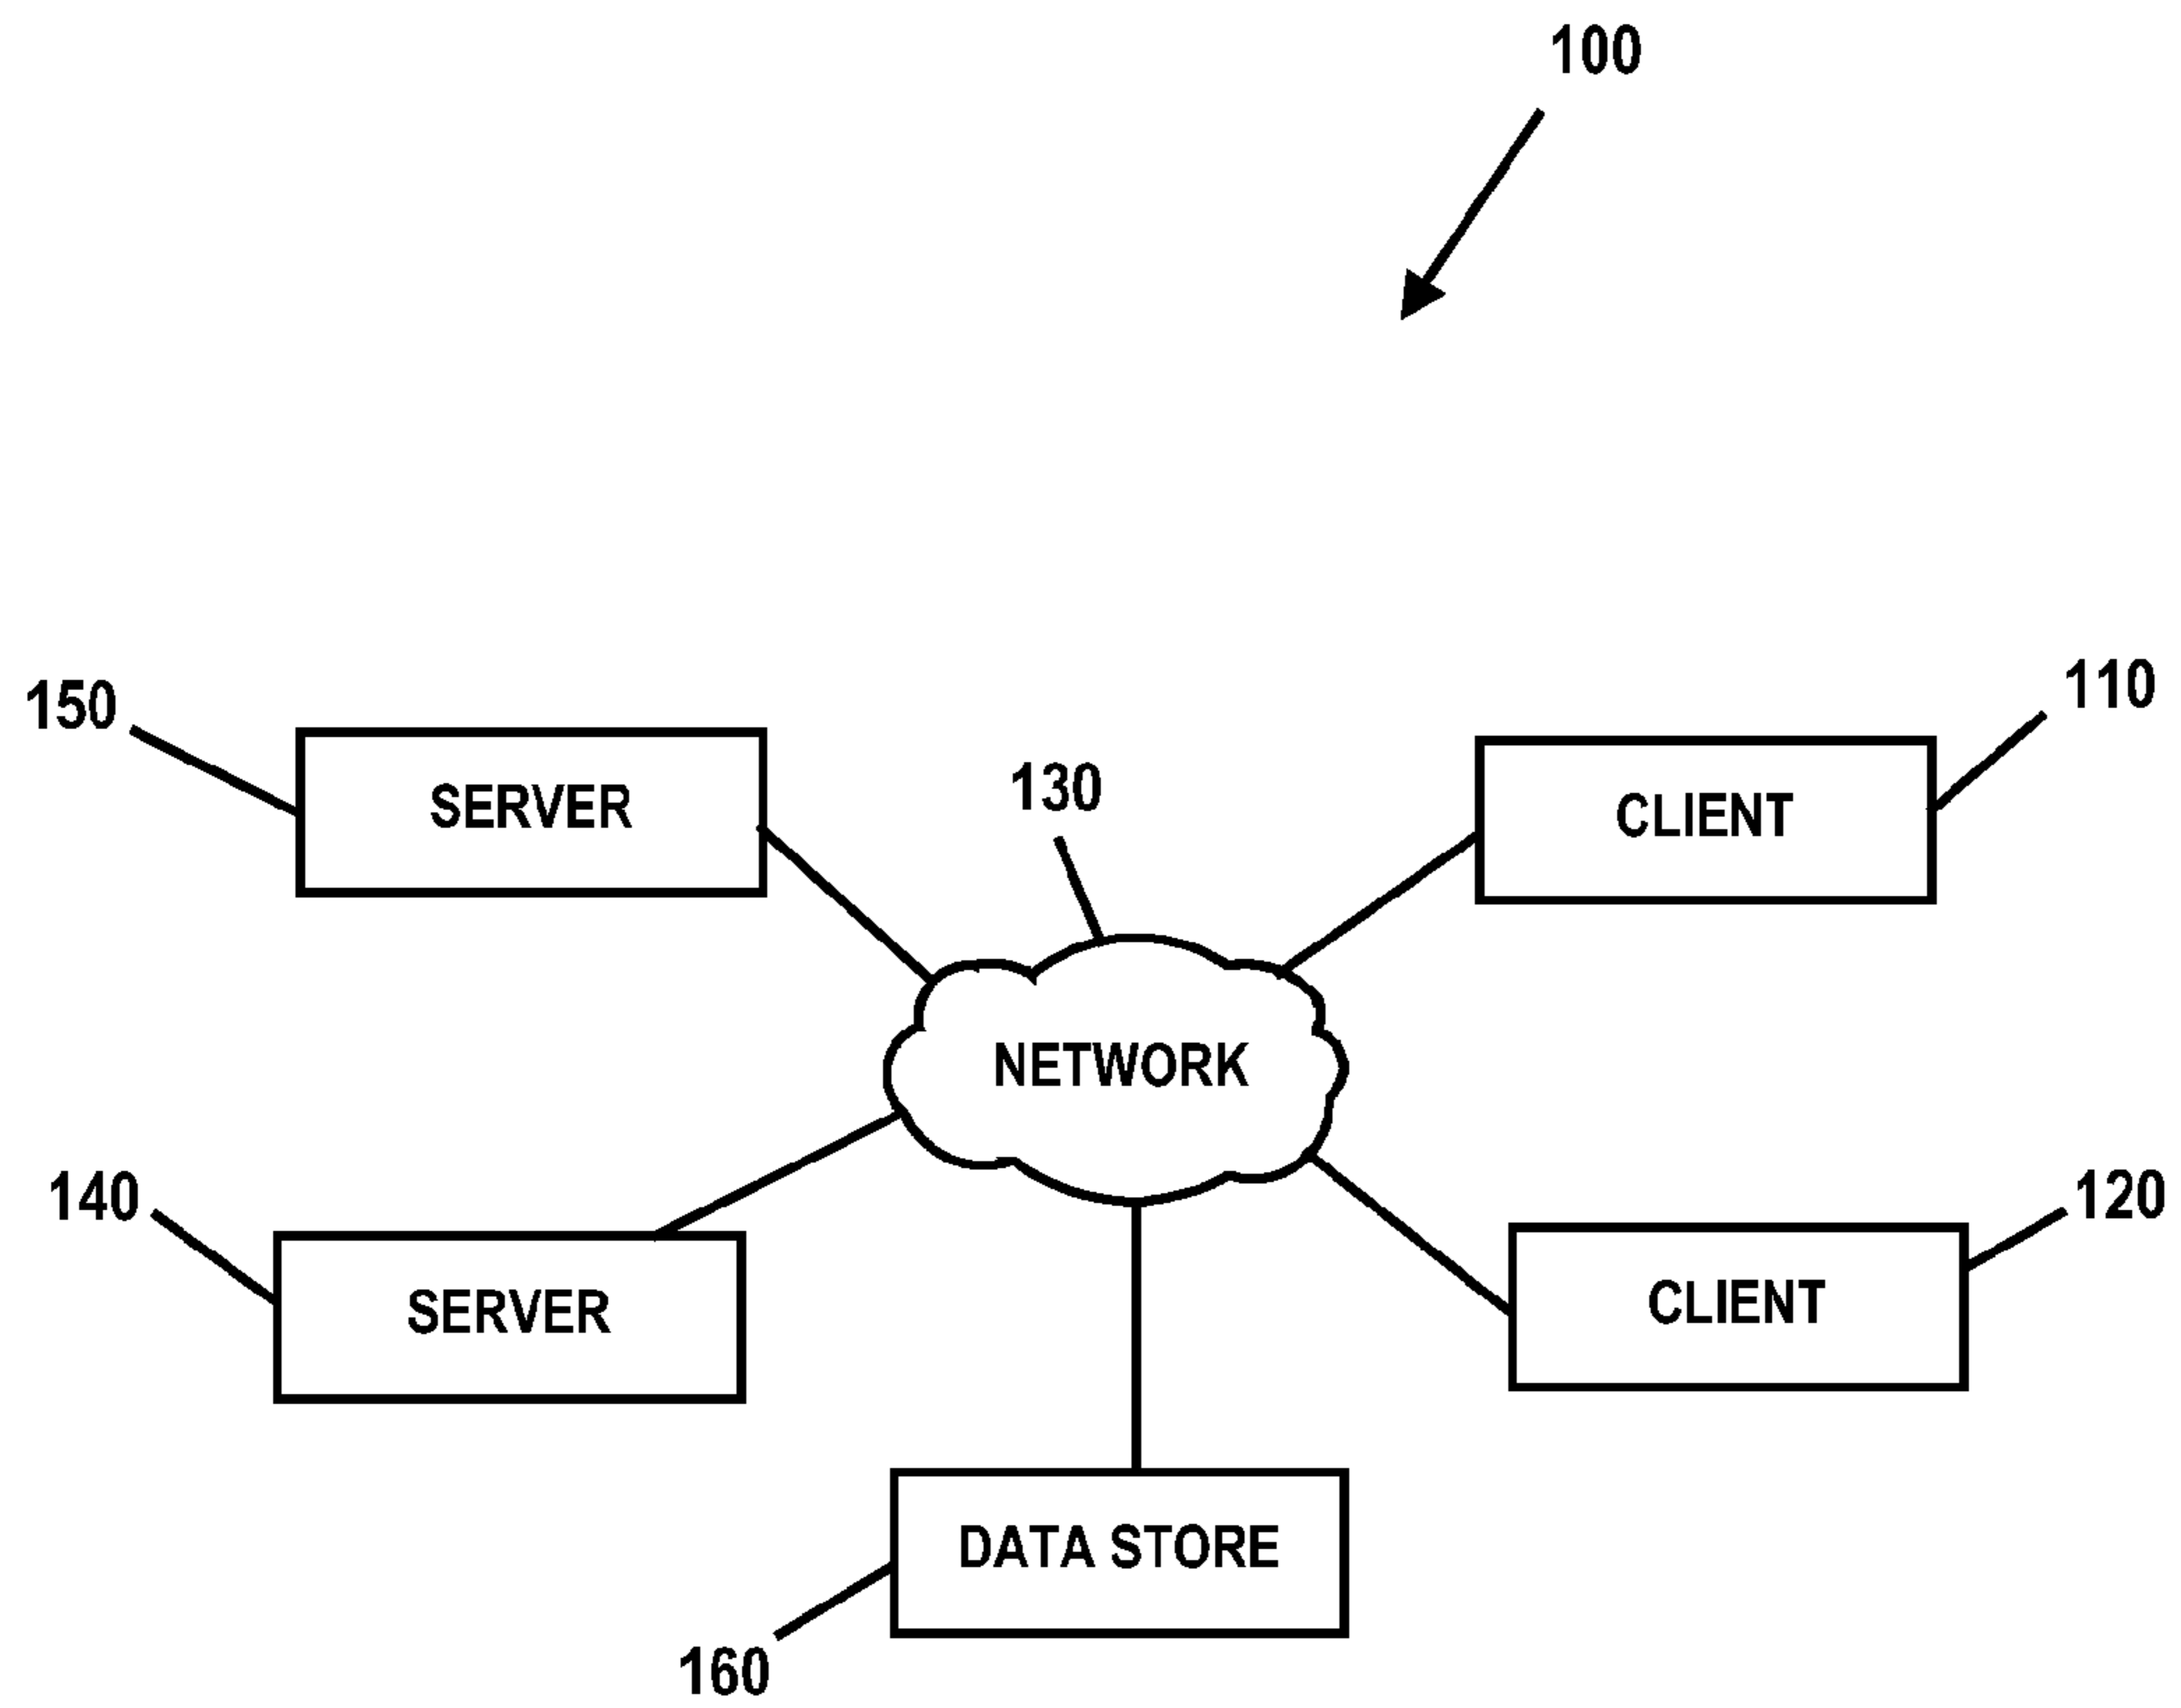 100
150
110
SERVER
130
CLIENT
NETWORK
140
120
SERVER
CLIENT
DATA STORE
160